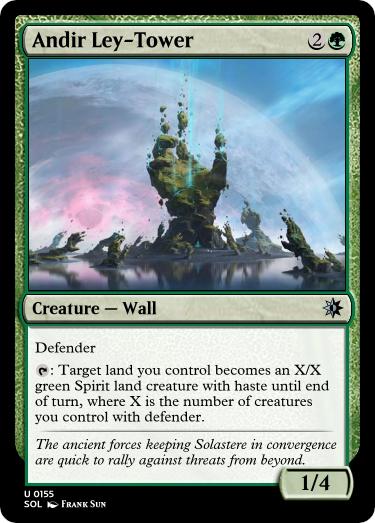 Andir Ley-Tower 2
Creature — Wall
Defender
: Target land you control becomes an X/X
green Spirit land creature with haste until end
of turn, where X is the number of creatures
you control with defender.
The ancient forces keeping Solastere in convergence
are quick to rally against threats from beyond.
1/4
U 0155
SOL Frank Sun